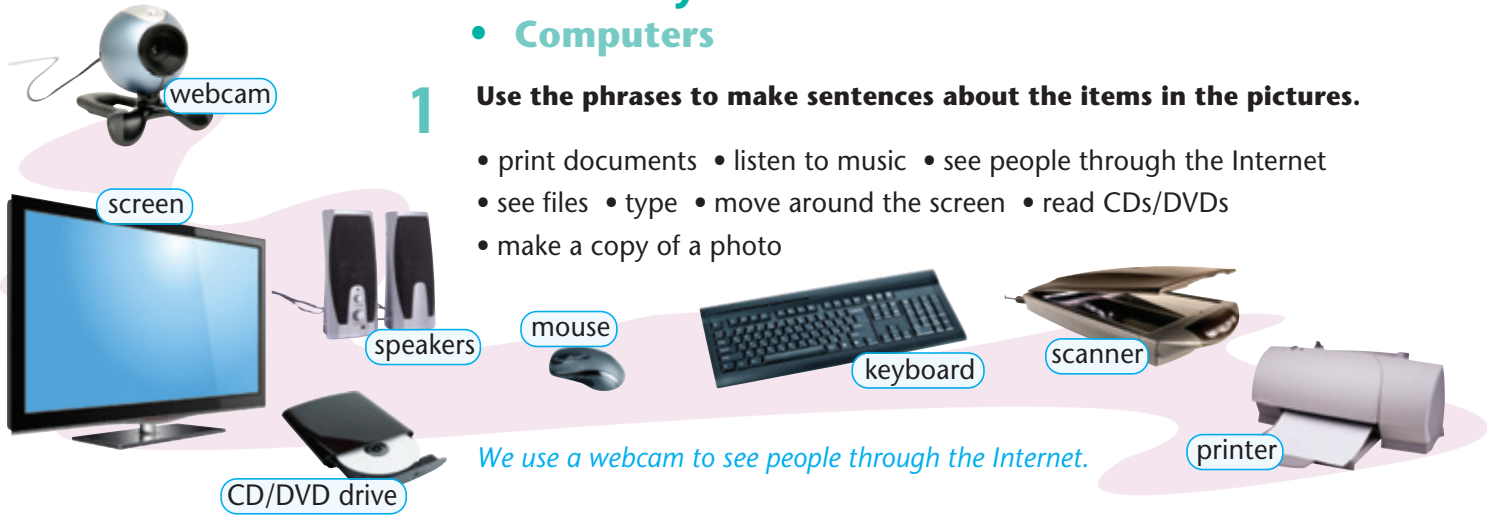 • Computers
1 Use the phrases to make sentences about the items in the pictures.
• print documents • listen to music • see people through the Internet
• see files • type • move around the screen • read CDs/DVDs
• make a copy of a photo
webcam
screen
speakers
mouse
keyboard
scanner
printer
CD/DVD drive
We use a webcam to see people through the Internet.